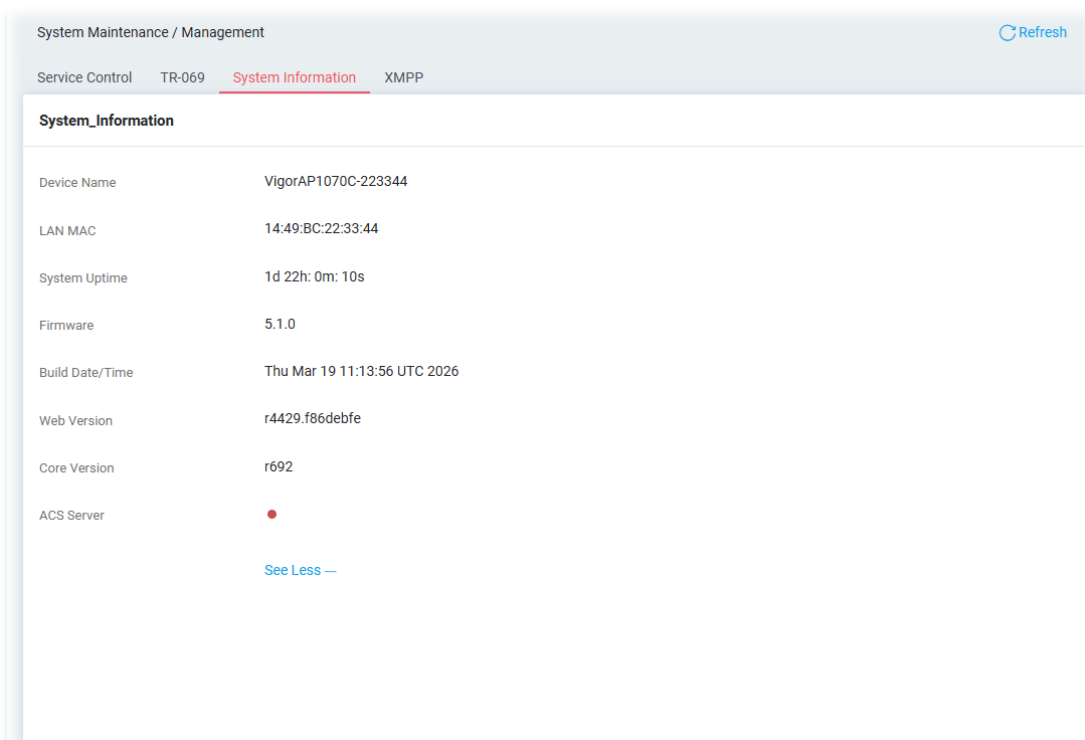 System Maintenance / Management
Refresh
Service Control TR-069 System Information XMPP
System_Information
Device Name VigorAP1070C-223344
LAN MAC 14:49:BC:22:33:44
System Uptime 1d 22h: 0m: 10s
Firmware 5.1.0
Build Date/Time Thu Mar 19 11:13:56 UTC 2026
Web Version r4429.f86debfe
Core Version r692
ACS Server
See Less —